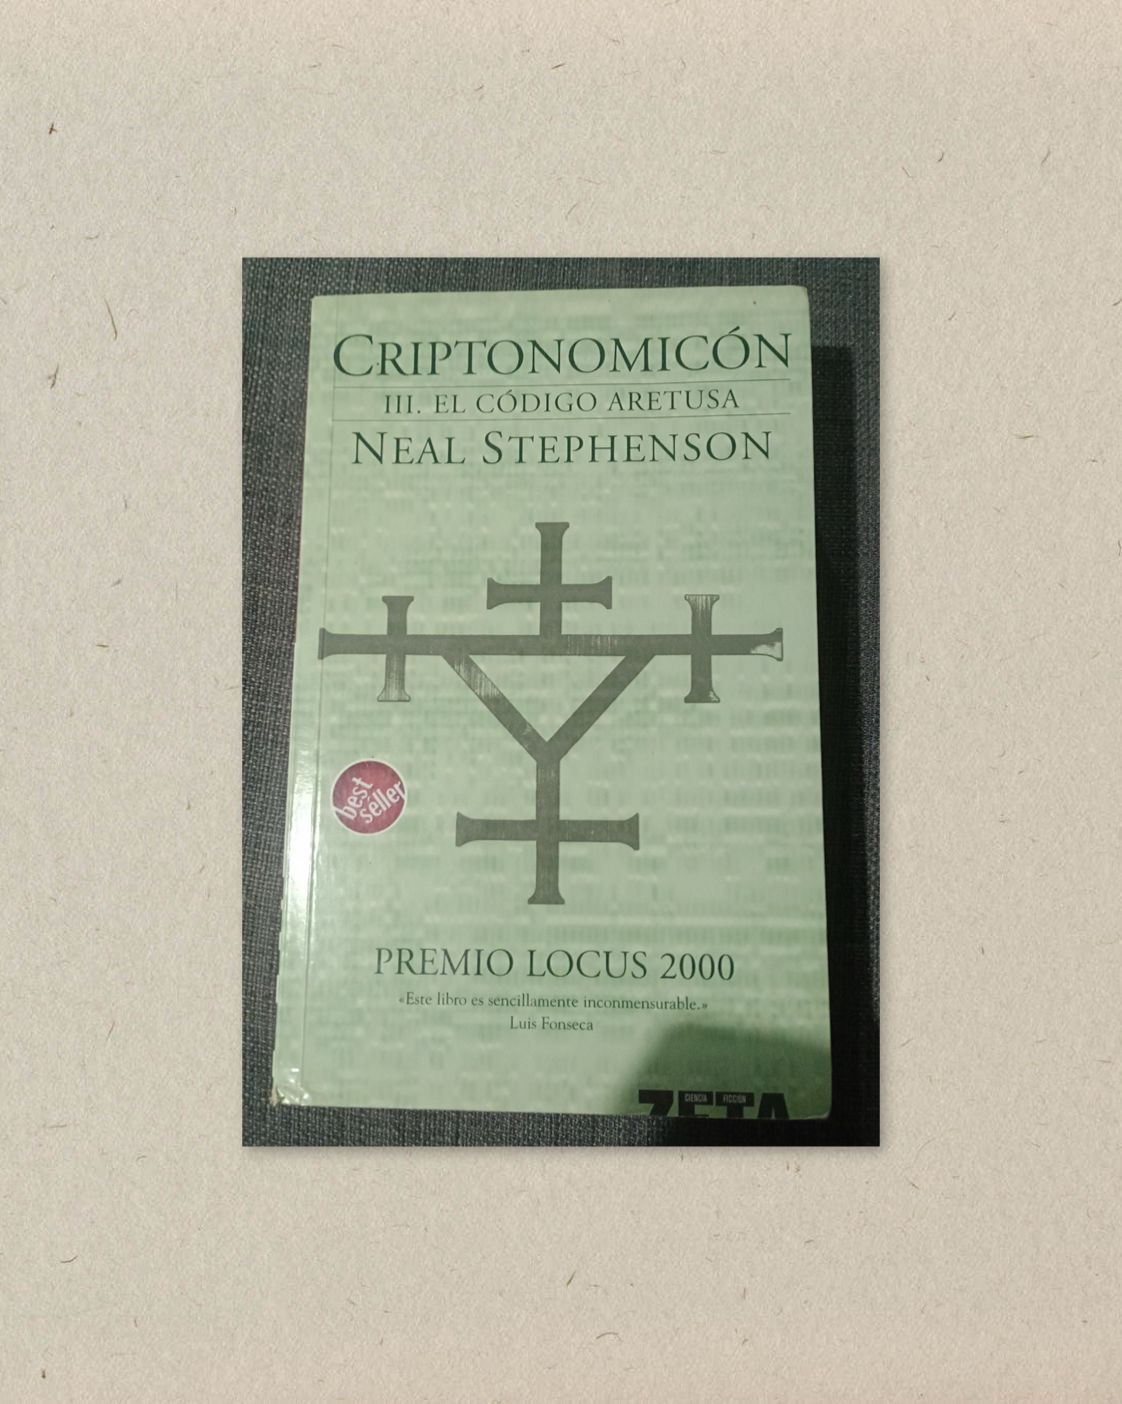 CRIPTONOMICÓN
III. EL CÓDIGO ARETUSA
NEAL STEPHENSON
best
seller
PREMIO LOCUS 2000
«Este libro es sencillamente inconmensurable.»
Luis Fonseca
CIENCIA FICCIÓN
ZETA